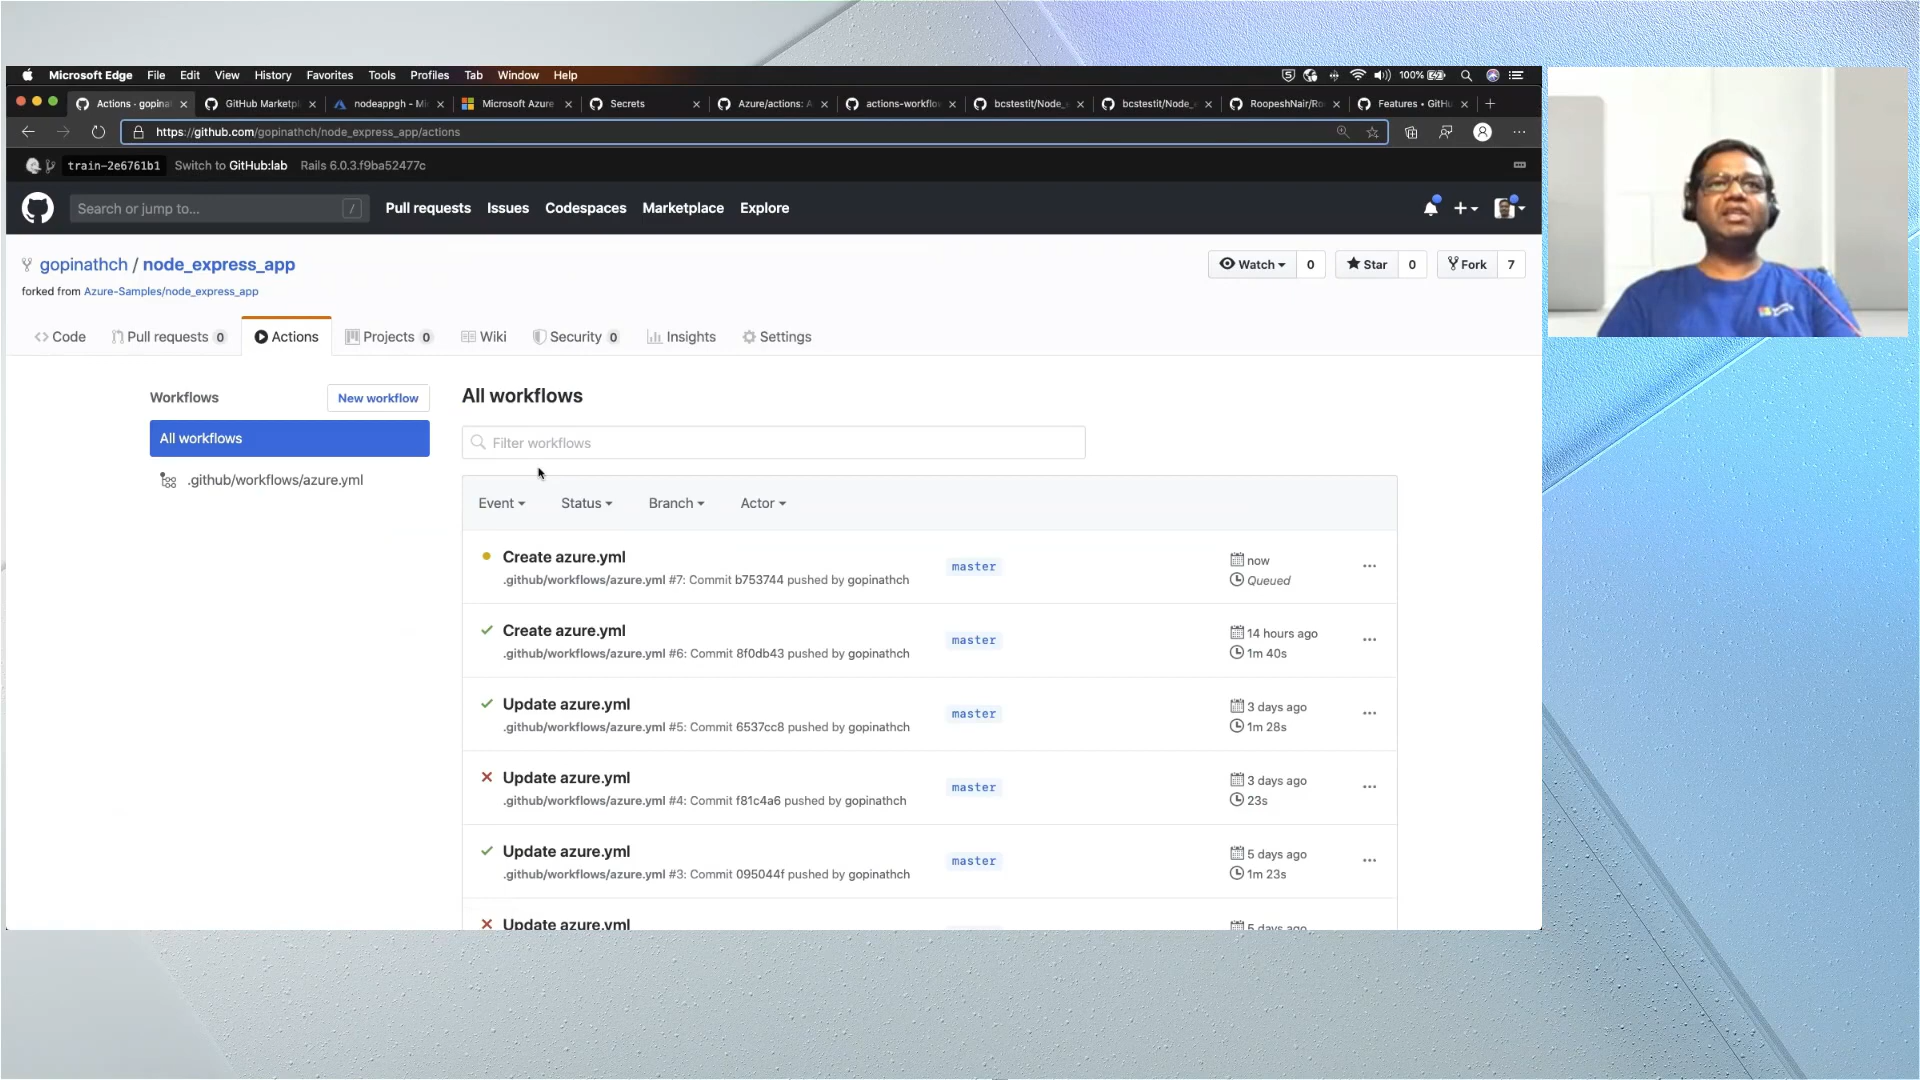 Microsoft Edge File Edit View History Favorites Tools Tab Window Help 100%
Actions · gopinat GitHub Marketpl nodeappgh - Mi Microsoft Azure Secrets Azure/actions: A actions-workflo bcstestit/Node_ bcstestit/Node_ RoopeshNair/Ro Features • GitHu
https://github.com/gopinathch/node_express_app/actions
train-2e6761b1 Switch to GitHub:lab Rails 6.0.3.f9ba52477c
Search or jump to... / Pull requests Issues Codespaces Marketplace Explore
gopinathch / node_express_app Watch 0 Star 0 Fork 7
forked from Azure-Samples/node_express_app
Code Pull requests 0 Actions Projects 0 Wiki Security 0 Insights Settings
Workflows New workflow
All workflows
.github/workflows/azure.yml
All workflows
Filter workflows
Event Status Branch Actor
Create azure.yml
.github/workflows/azure.yml #7: Commit b753744 pushed by gopinathch
master
now
Queued
Create azure.yml
.github/workflows/azure.yml #6: Commit 8f0db43 pushed by gopinathch
master
14 hours ago
1m 40s
Update azure.yml
.github/workflows/azure.yml #5: Commit 6537cc8 pushed by gopinathch
master
3 days ago
1m 28s
Update azure.yml
.github/workflows/azure.yml #4: Commit f81c4a6 pushed by gopinathch
master
3 days ago
23s
Update azure.yml
.github/workflows/azure.yml #3: Commit 095044f pushed by gopinathch
master
5 days ago
1m 23s
Update azure.yml
5 days ago